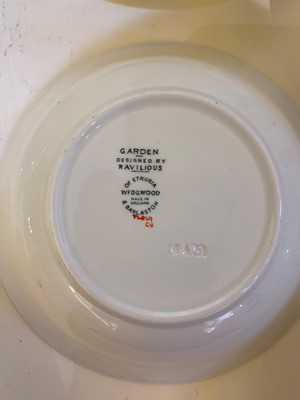 GARDEN
DESIGNED BY
RAVILIOUS
OF ETRURIA
WEDGWOOD
MADE IN
ENGLAND
& BARLASTON